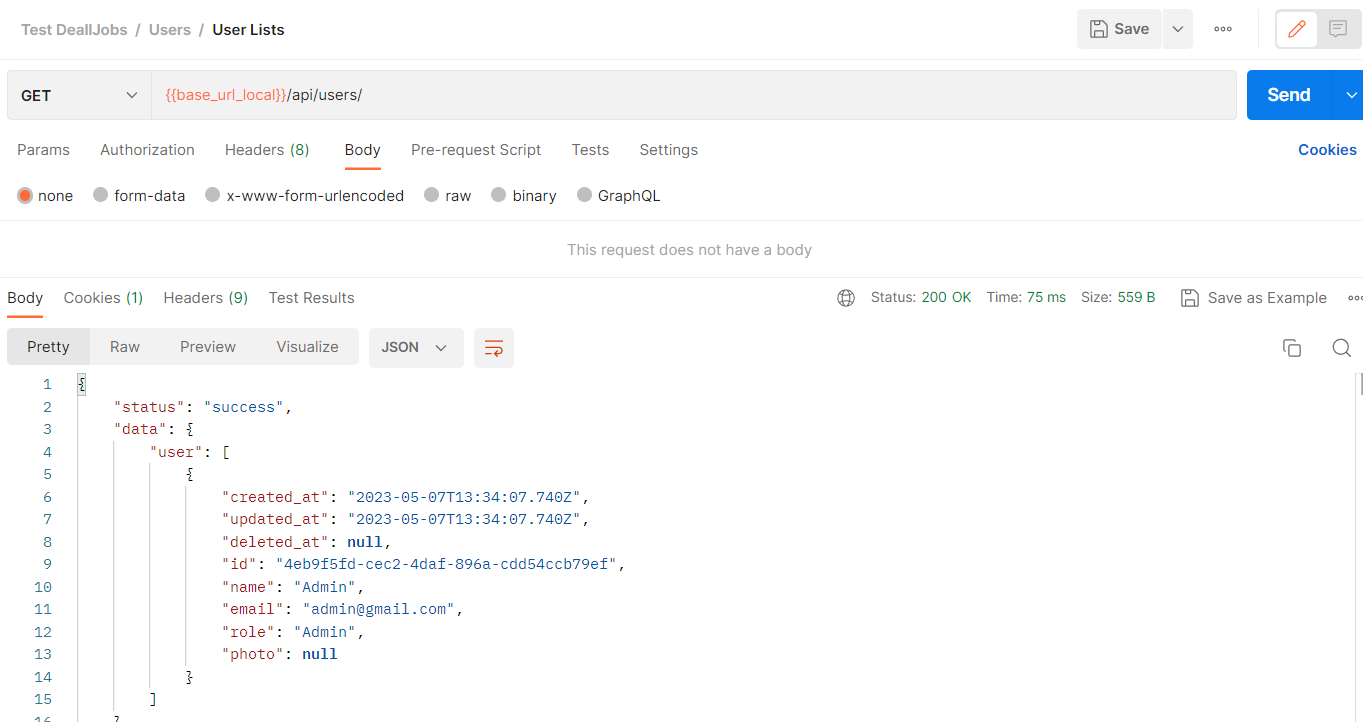 Test DeallJobs / Users / User Lists
Save
GET
{{base_url_local}}/api/users/
Send
Params Authorization Headers (8) Body Pre-request Script Tests Settings Cookies
none form-data x-www-form-urlencoded raw binary GraphQL
This request does not have a body
Body Cookies (1) Headers (9) Test Results Status: 200 OK Time: 75 ms Size: 559 B Save as Example
Pretty Raw Preview Visualize JSON
1 {
2 "status": "success",
3 "data": {
4 "user": [
5 {
6 "created_at": "2023-05-07T13:34:07.740Z",
7 "updated_at": "2023-05-07T13:34:07.740Z",
8 "deleted_at": null,
9 "id": "4eb9f5fd-cec2-4daf-896a-cdd54ccb79ef",
10 "name": "Admin",
11 "email": "admin@gmail.com",
12 "role": "Admin",
13 "photo": null
14 }
15 ]
16 }